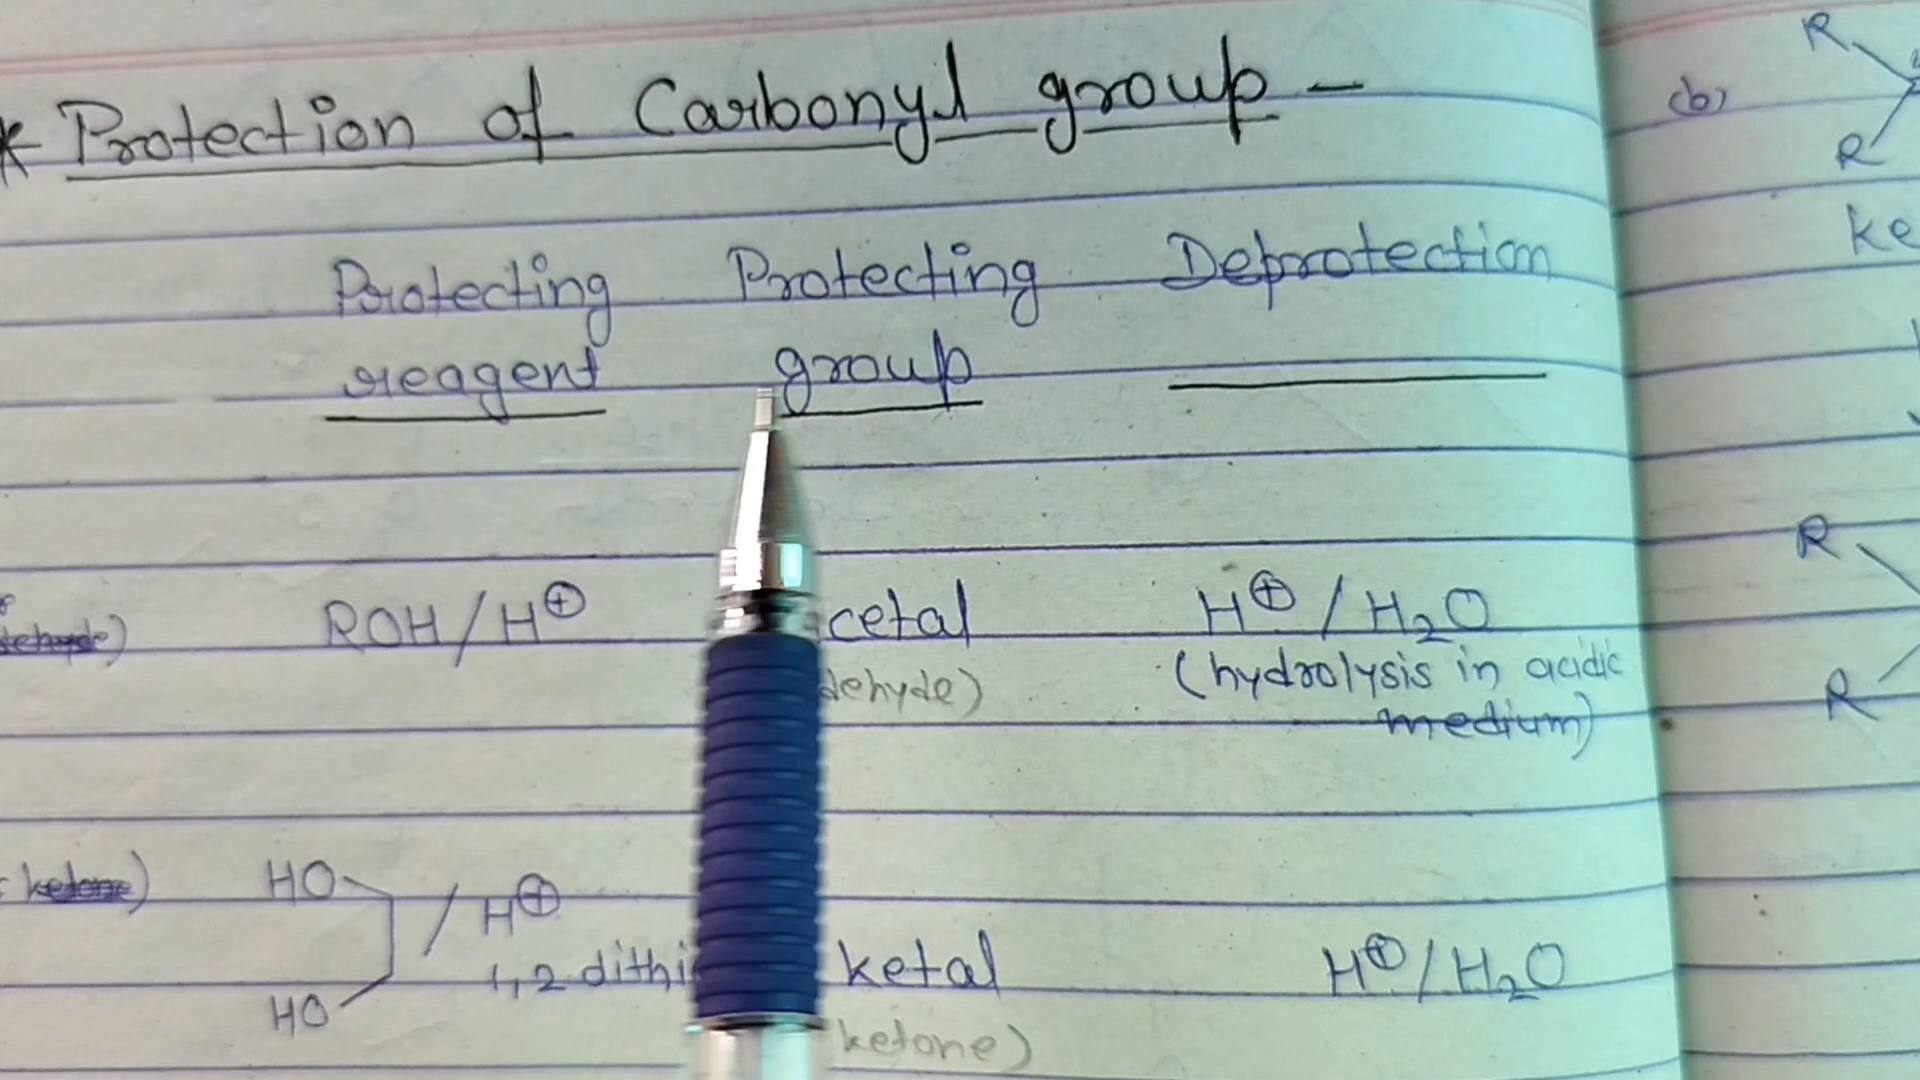 * Protection of Carbonyl group -
Protecting reagent
Protecting group
Deprotection
ROH/H⊕
cetal
dehyde)
H⊕/H₂O
(hydrolysis in acidic
medium)
ketone)
HO
HO
/H⊕
1,2 dithi
ketal
ketone)
H⊕/H₂O
(b)
R
R
ke
R
R